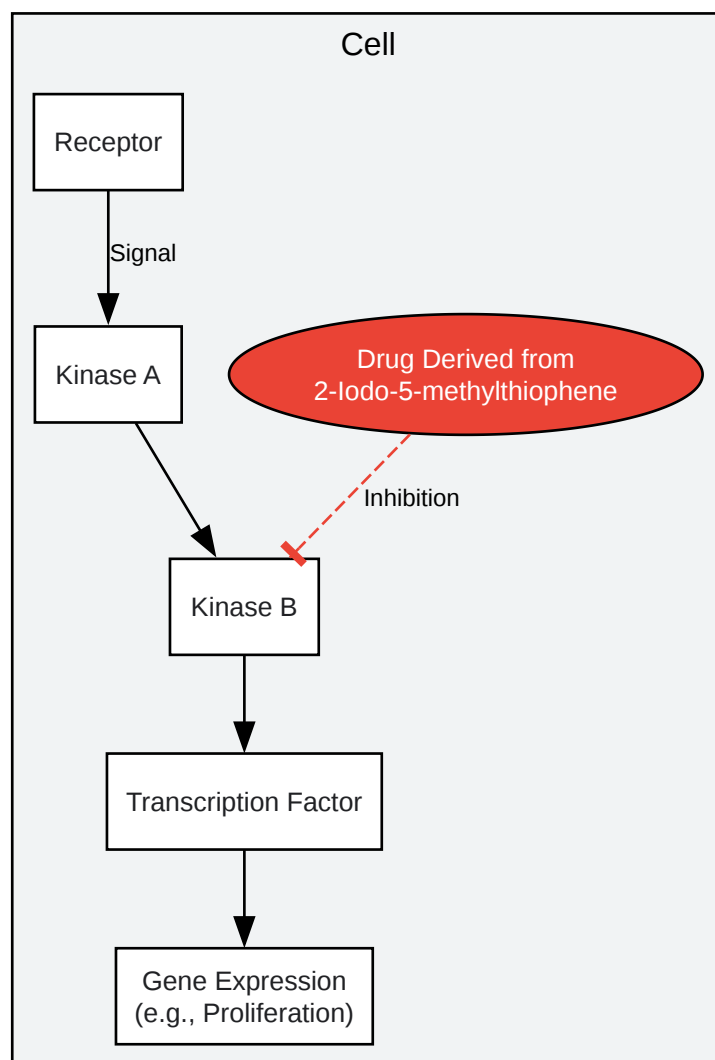 Cell
Receptor
Signal
Kinase A
Drug Derived from
2-Iodo-5-methylthiophene
Inhibition
Kinase B
Transcription Factor
Gene Expression
(e.g., Proliferation)